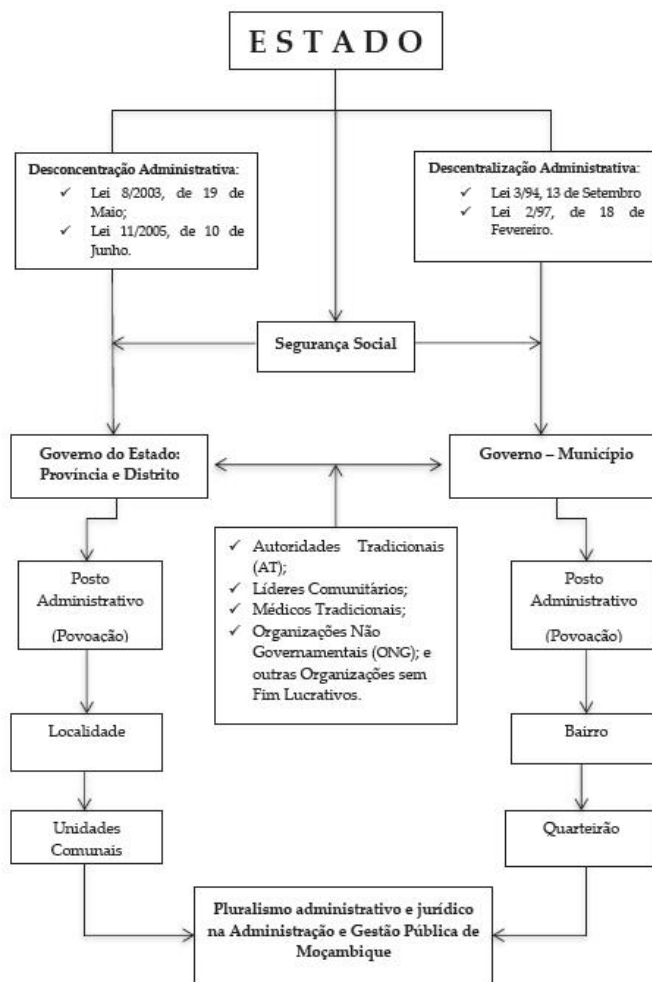 E S T A D O
Desconcentração Administrativa:
✓ Lei 8/2003, de 19 de
Maio;
✓ Lei 11/2005, de 10 de
Junho.
Descentralização Administrativa:
✓ Lei 3/94, 13 de Setembro
✓ Lei 2/97, de 18 de
Fevereiro.
Segurança Social
Governo do Estado:
Província e Distrito
Governo – Município
✓ Autoridades Tradicionais
(AT);
✓ Líderes Comunitários;
✓ Médicos Tradicionais;
✓ Organizações Não
Governamentais (ONG); e
outras Organizações sem
Fim Lucrativos.
Posto
Administrativo
(Povoação)
Posto
Administrativo
(Povoação)
Localidade
Bairro
Unidades
Comunais
Quarteirão
Pluralismo administrativo e jurídico
na Administração e Gestão Pública de
Moçambique